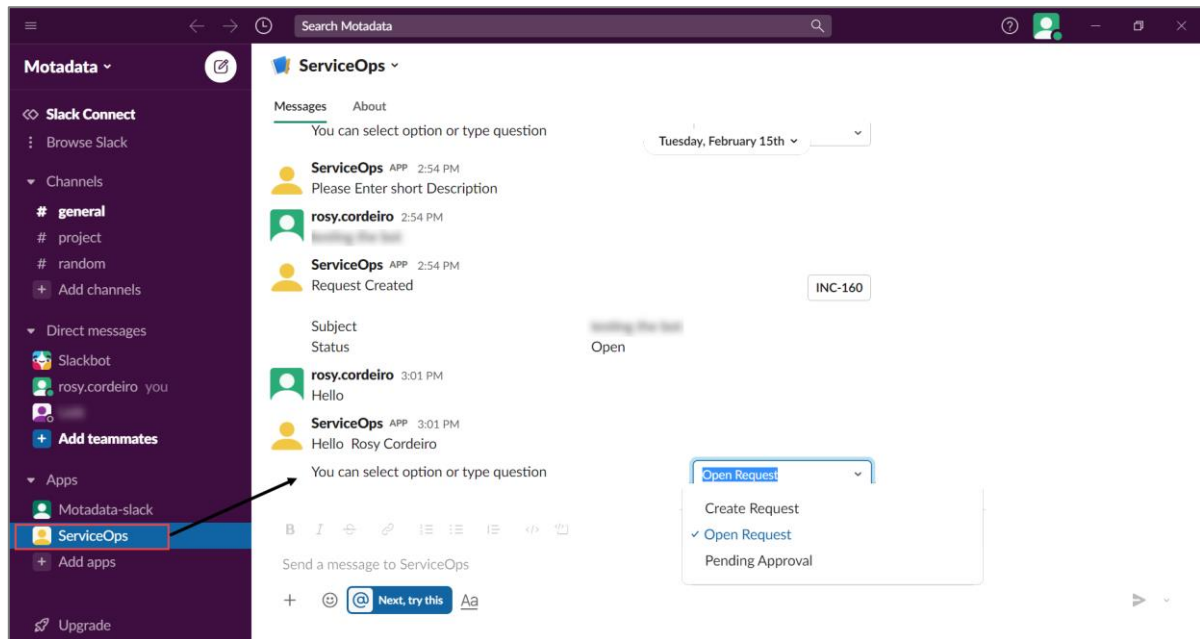 Search Motadata
Motadata
Slack Connect
Browse Slack
Channels
# general
# project
# random
+ Add channels
Direct messages
Slackbot
rosy.cordeiro you
+ Add teammates
Apps
Motadata-slack
ServiceOps
+ Add apps
Upgrade
ServiceOps
Messages About
You can select option or type question
Tuesday, February 15th
ServiceOps APP 2:54 PM
Please Enter short Description
rosy.cordeiro 2:54 PM
ServiceOps APP 2:54 PM
Request Created
INC-160
Subject
Status Open
rosy.cordeiro 3:01 PM
Hello
ServiceOps APP 3:01 PM
Hello Rosy Cordeiro
You can select option or type question
Open Request
Create Request
Open Request
Pending Approval
B I S
Send a message to ServiceOps
+ @ Next, try this Aa